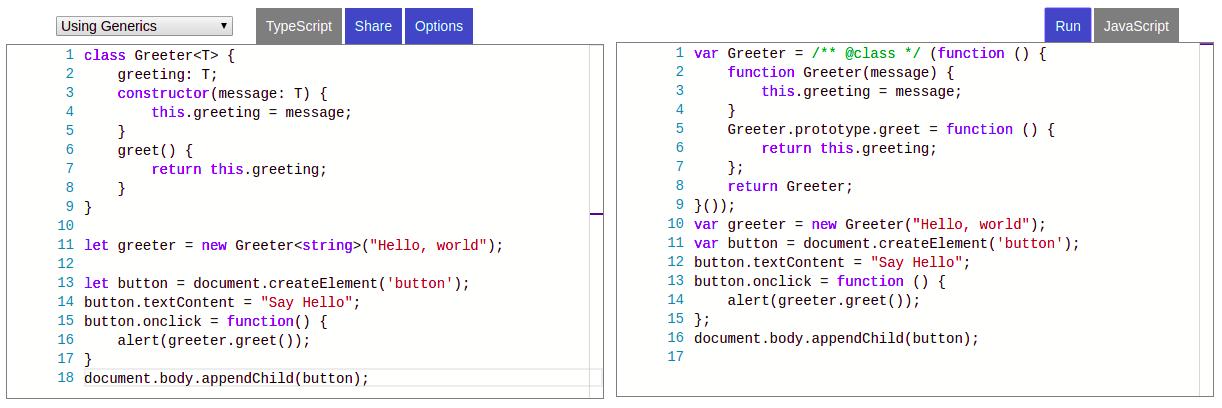 Using Generics TypeScript Share Options
1 class Greeter<T> {
2     greeting: T;
3     constructor(message: T) {
4         this.greeting = message;
5     }
6     greet() {
7         return this.greeting;
8     }
9 }
10
11 let greeter = new Greeter<string>("Hello, world");
12
13 let button = document.createElement('button');
14 button.textContent = "Say Hello";
15 button.onclick = function() {
16     alert(greeter.greet());
17 }
18 document.body.appendChild(button);
Run JavaScript
1 var Greeter = /** @class */ (function () {
2     function Greeter(message) {
3         this.greeting = message;
4     }
5     Greeter.prototype.greet = function () {
6         return this.greeting;
7     };
8     return Greeter;
9 }());
10 var greeter = new Greeter("Hello, world");
11 var button = document.createElement('button');
12 button.textContent = "Say Hello";
13 button.onclick = function () {
14     alert(greeter.greet());
15 };
16 document.body.appendChild(button);
17